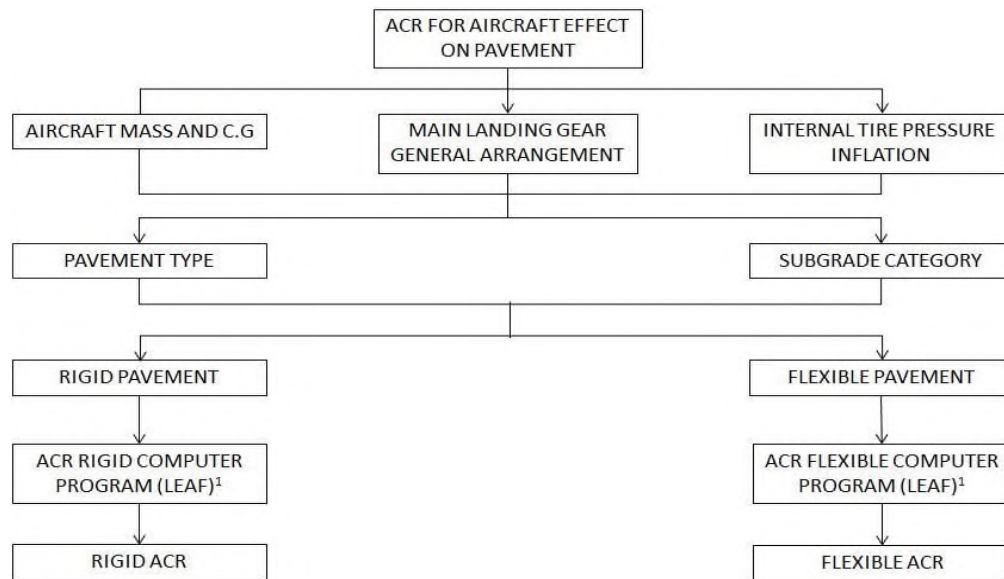 ACR FOR AIRCRAFT EFFECT
ON PAVEMENT
AIRCRAFT MASS AND C.G
MAIN LANDING GEAR
GENERAL ARRANGEMENT
INTERNAL TIRE PRESSURE
INFLATION
PAVEMENT TYPE
SUBGRADE CATEGORY
RIGID PAVEMENT
FLEXIBLE PAVEMENT
ACR RIGID COMPUTER
PROGRAM (LEAF)¹
ACR FLEXIBLE COMPUTER
PROGRAM (LEAF)¹
RIGID ACR
FLEXIBLE ACR